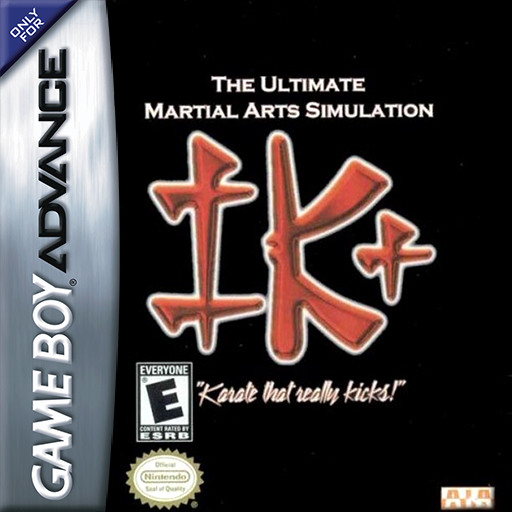 ONLY
FOR
GAME BOY ADVANCE
THE ULTIMATE
MARTIAL ARTS SIMULATION
IK+
EVERYONE
E
CONTENT RATED BY
ESRB
"Karate that really kicks!"
Official
Nintendo
Seal of Quality